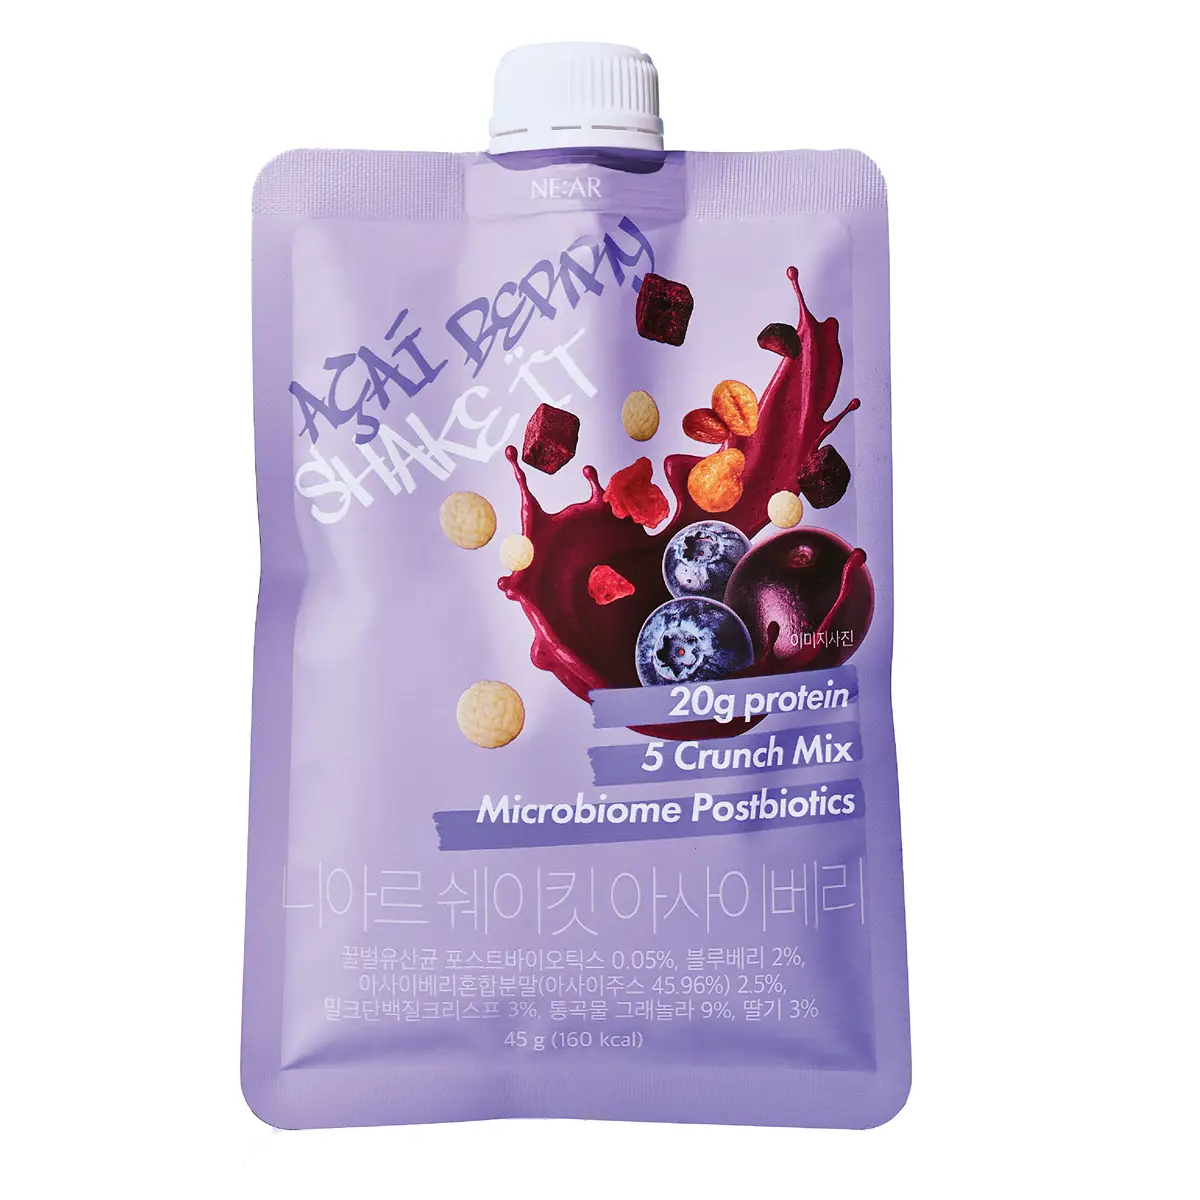 NE:AR
AÇAÍ BERRY
SHAKE ÏT
이미지사진
20g protein
5 Crunch Mix
Microbiome Postbiotics
니아르 쉐이킷 아사이베리
꿀벌유산균 포스트바이오틱스 0.05%, 블루베리 2%,
아사이베리혼합분말(아사이주스 45.96%) 2.5%,
밀크단백질크리스프 3%, 통곡물 그래놀라 9%, 딸기 3%
45 g (160 kcal)